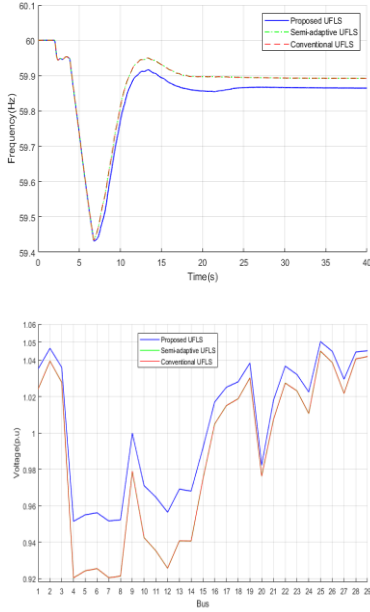 60.1
60
59.9
59.8
59.7
59.6
59.5
59.4
Frequency(Hz)
Proposed UFLS
Semi-adaptive UFLS
Conventional UFLS
0 5 10 15 20 25 30 35 40
Time(s)
1.06
1.04
1.02
1
0.98
0.96
0.94
0.92
Voltage(p.u)
Proposed UFLS
Semi-adaptive UFLS
Conventional UFLS
1 2 3 4 5 6 7 8 9 10 11 12 13 14 15 16 17 18 19 20 21 22 23 24 25 26 27 28 29
Bus